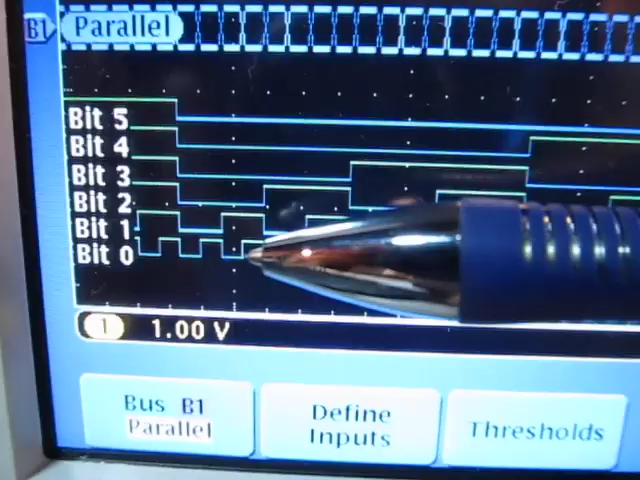 B1 Parallel
Bit 5
Bit 4
Bit 3
Bit 2
Bit 1
Bit 0
1 1.00 V
Bus B1
Parallel
Define
Inputs
Thresholds